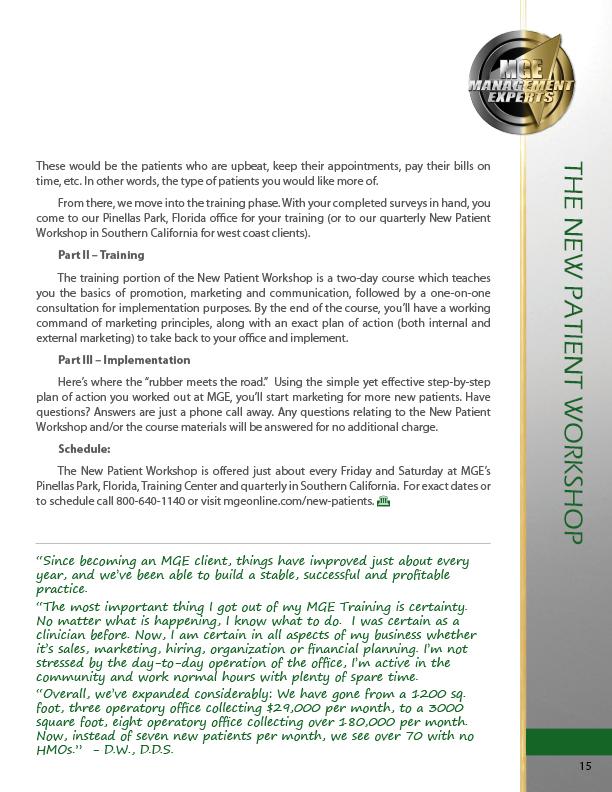 MGE
MANAGEMENT
EXPERTS
These would be the patients who are upbeat, keep their appointments, pay their bills on
time, etc. In other words, the type of patients you would like more of.
From there, we move into the training phase. With your completed surveys in hand, you
come to our Pinellas Park, Florida office for your training (or to our quarterly New Patient
Workshop in Southern California for west coast clients).
Part II – Training
The training portion of the New Patient Workshop is a two-day course which teaches
you the basics of promotion, marketing and communication, followed by a one-on-one
consultation for implementation purposes. By the end of the course, you’ll have a working
command of marketing principles, along with an exact plan of action (both internal and
external marketing) to take back to your office and implement.
Part III – Implementation
Here’s where the “rubber meets the road.” Using the simple yet effective step-by-step
plan of action you worked out at MGE, you’ll start marketing for more new patients. Have
questions? Answers are just a phone call away. Any questions relating to the New Patient
Workshop and/or the course materials will be answered for no additional charge.
Schedule:
The New Patient Workshop is offered just about every Friday and Saturday at MGE’s
Pinellas Park, Florida, Training Center and quarterly in Southern California. For exact dates or
to schedule call 800-640-1140 or visit mgeonline.com/new-patients.
“Since becoming an MGE client, things have improved just about every
year, and we’ve been able to build a stable, successful and profitable
practice.
“The most important thing I got out of my MGE Training is certainty.
No matter what is happening, I know what to do. I was certain as a
clinician before. Now, I am certain in all aspects of my business whether
it’s sales, marketing, hiring, organization or financial planning. I’m not
stressed by the day-to-day operation of the office, I’m active in the
community and work normal hours with plenty of spare time.
“Overall, we’ve expanded considerably: We have gone from a 1200 sq.
foot, three operatory office collecting $29,000 per month, to a 3000
square foot, eight operatory office collecting over 180,000 per month.
Now, instead of seven new patients per month, we see over 70 with no
HMOs.” – D.W., D.D.S.
THE NEW PATIENT WORKSHOP
15